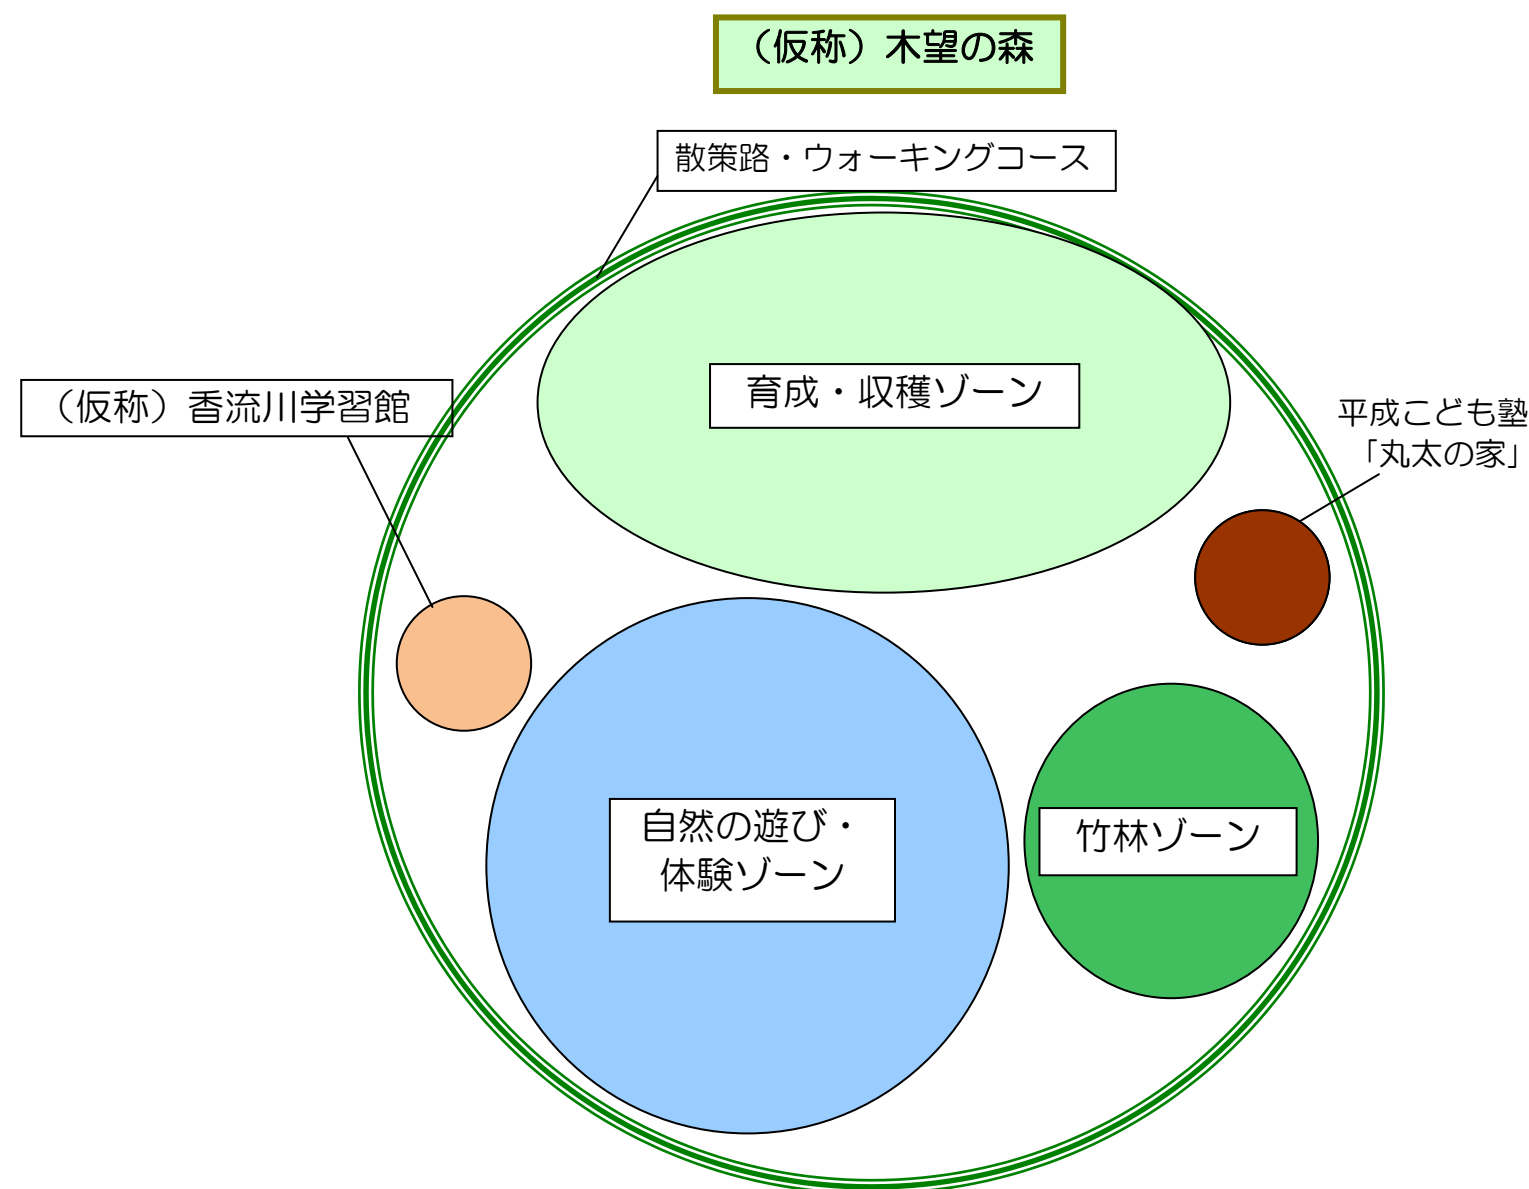 （仮称）木望の森
散策路・ウォーキングコース
育成・収穫ゾーン
（仮称）香流川学習館
平成こども塾
「丸太の家」
自然の遊び・
体験ゾーン
竹林ゾーン